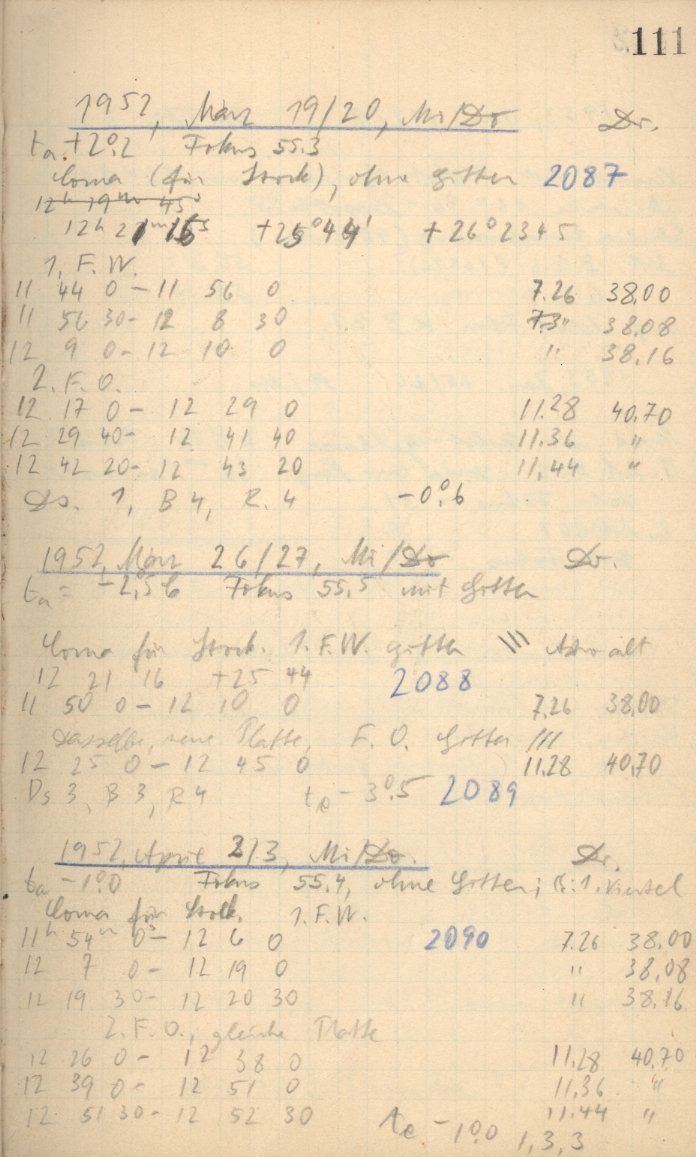 111
1952, März 19/20, Mi/Do Dr.
ta +2°,2 Fokus 55.3
Coma (für Stock), ohne Gitter 2087
12h 19m 45s
12h 21m 16s +25°44' +26°2345
1. F.W.
11 44 0 - 11 56 0 7.26 38.00
11 56 30 - 12 8 30 " 38.08
12 9 0 - 12 10 0 " 38.16
2. F.O.
12 17 0 - 12 29 0 11.28 40.70
12 29 40 - 12 41 40 11.36 "
12 42 20 - 12 43 20 11.44 "
Ds. 1, B 4, R. 4 -0°,6
1952, März 26/27, Mi/Do Dr.
ta = -2,5 Fokus 55,5 mit Gitter
Coma für Stock. 1. F.W. Gitter \\\ alt
12 21 16 +25 44 2088
11 50 0 - 12 10 0 7.26 38.00
Dasselbe, neue Platte, F.O. Gitter ///
12 25 0 - 12 45 0 11.28 40.70
Ds 3, B 3, R 4 te -3°,5 2089
1952, April 2/3, Mi/Do. Dr.
ta -1°,0 Fokus 55.4, ohne Gitter; 1. Viertel
Coma für Stock. 1. F.W.
11h 54m 0s - 12 6 0 2090 7.26 38.00
12 7 0 - 12 19 0 " 38.08
12 19 30 - 12 20 30 " 38.16
2. F.O., gleiche Platte
12 26 0 - 12 38 0 11.28 40.70
12 39 0 - 12 51 0 11.36 "
12 51 30 - 12 52 30 11.44 "
te -1°,0 1, 3, 3